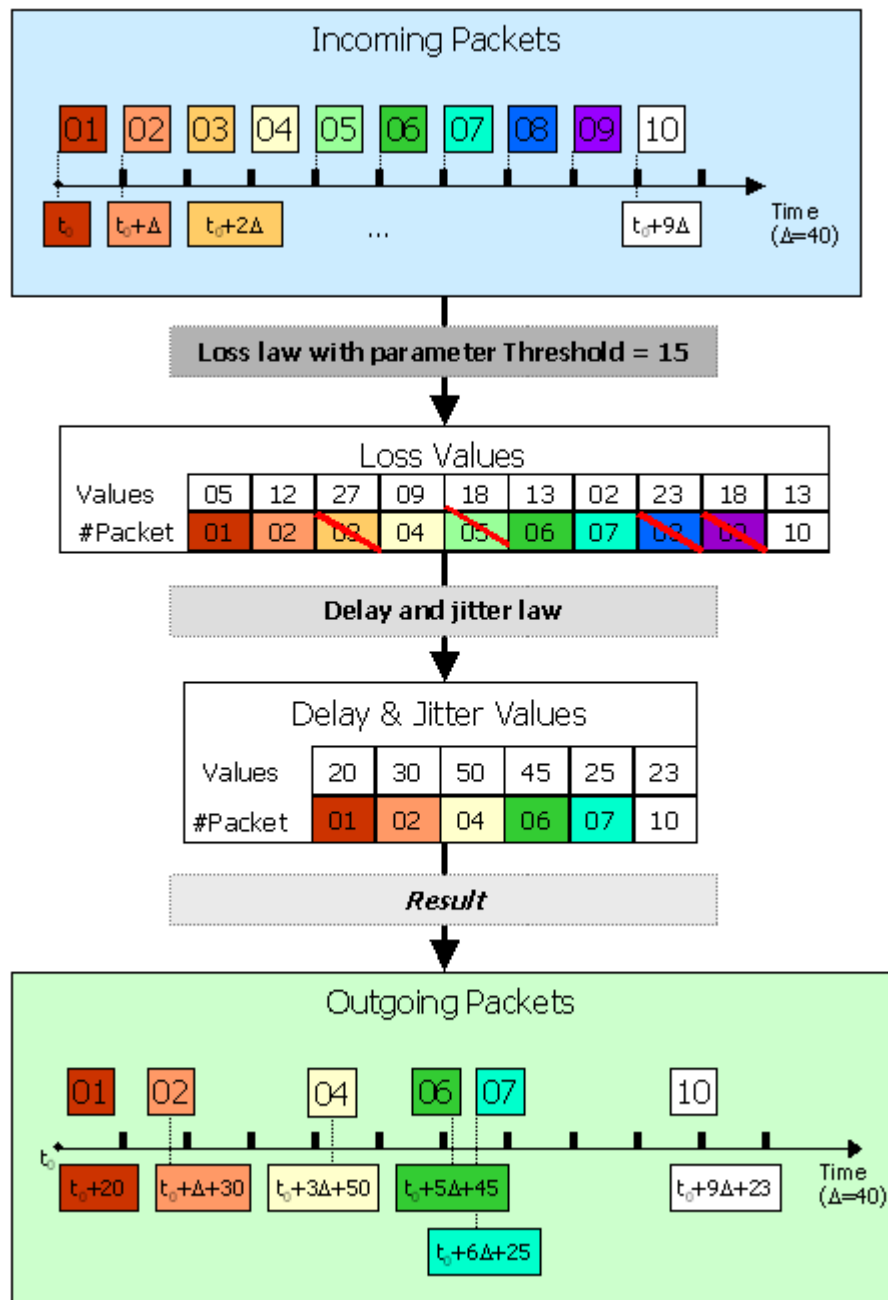 Incoming Packets
01 02 03 04 05 06 07 08 09 10
t₀ t₀+Δ t₀+2Δ ... t₀+9Δ
Time
(Δ=40)
Loss law with parameter Threshold = 15
Loss Values
Values 05 12 27 09 18 13 02 23 18 13
#Packet 01 02 03 04 05 06 07 08 09 10
Delay and jitter law
Delay & Jitter Values
Values 20 30 50 45 25 23
#Packet 01 02 04 06 07 10
Result
Outgoing Packets
01 02 04 06 07 10
t₀
t₀+20 t₀+Δ+30 t₀+3Δ+50 t₀+5Δ+45 t₀+9Δ+23
Time
(Δ=40)
t₀+6Δ+25